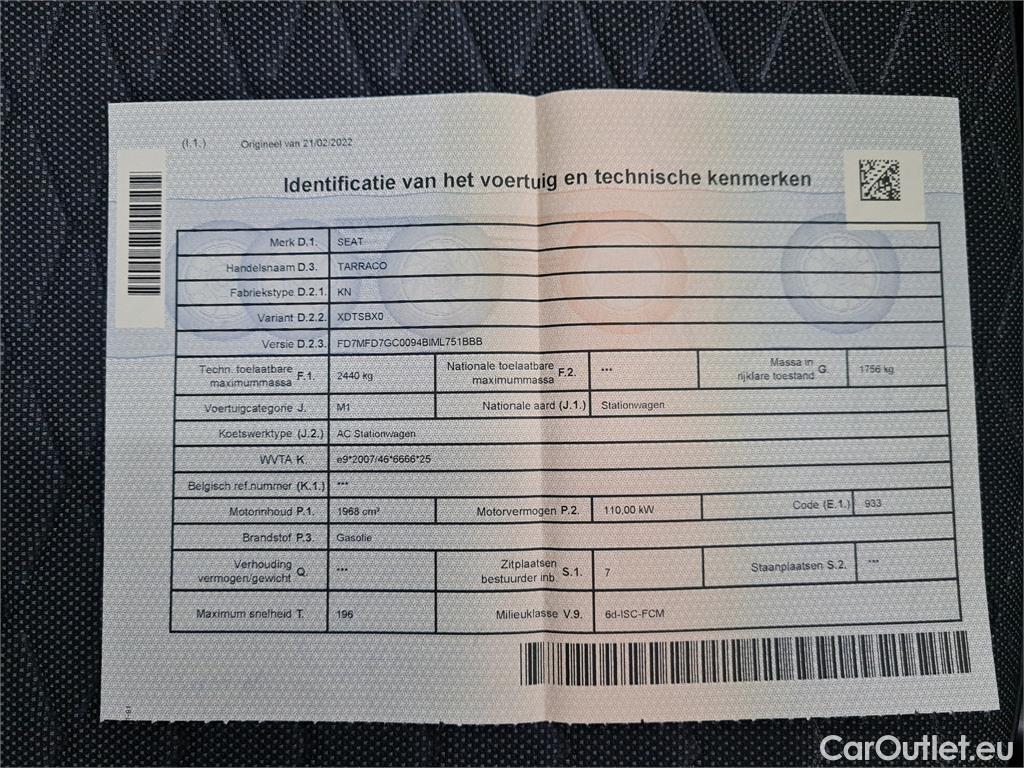 (I.1.) Origineel van 21/02/2022
Identificatie van het voertuig en technische kenmerken
Merk D.1. SEAT
Handelsnaam D.3. TARRACO
Fabriekstype D.2.1. KN
Variant D.2.2. XDTSBX0
Versie D.2.3. FD7MFD7GC0094BIML751BBB
Techn. toelaatbare maximummassa F.1. 2440 kg Nationale toelaatbare maximummassa F.2. *** Massa in rijklare toestand G. 1756 kg
Voertuigcategorie J. M1 Nationale aard (J.1.) Stationwagen
Koetswerktype (J.2.) AC Stationwagen
WVTA K. e9*2007/46*6666*25
Belgisch ref.nummer (K.1.) ***
Motorinhoud P.1. 1968 cm³ Motorvermogen P.2. 110,00 kW Code (E.1.) 933
Brandstof P.3. Gasolie
Verhouding vermogen/gewicht Q. *** Zitplaatsen bestuurder inb. S.1. 7 Staanplaatsen S.2. ***
Maximum snelheid T. 196 Milieuklasse V.9. 6d-ISC-FCM
CarOutlet.eu